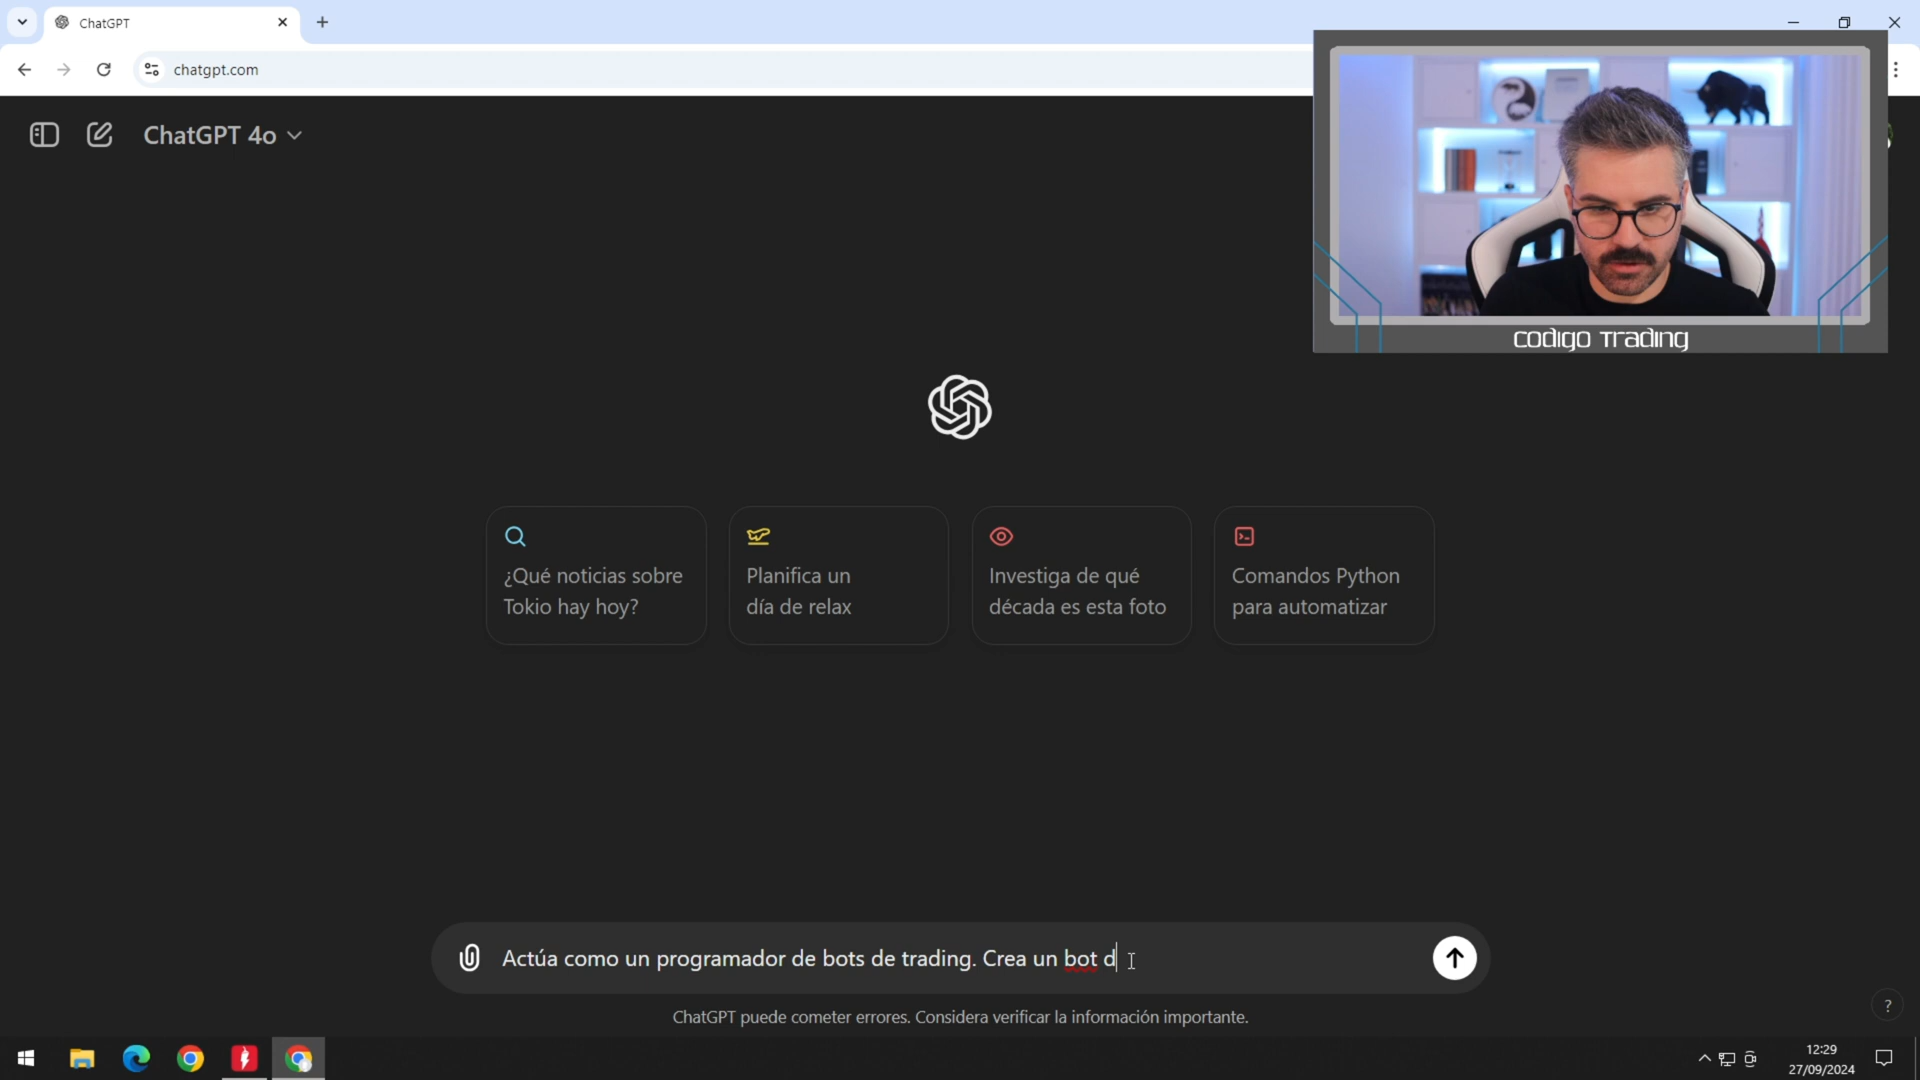 ChatGPT
chatgpt.com
ChatGPT 4o
codigo Trading
¿Qué noticias sobre
Tokio hay hoy?
Planifica un
día de relax
Investiga de qué
década es esta foto
Comandos Python
para automatizar
Actúa como un programador de bots de trading. Crea un bot d
ChatGPT puede cometer errores. Considera verificar la información importante.
?
12:29
27/09/2024